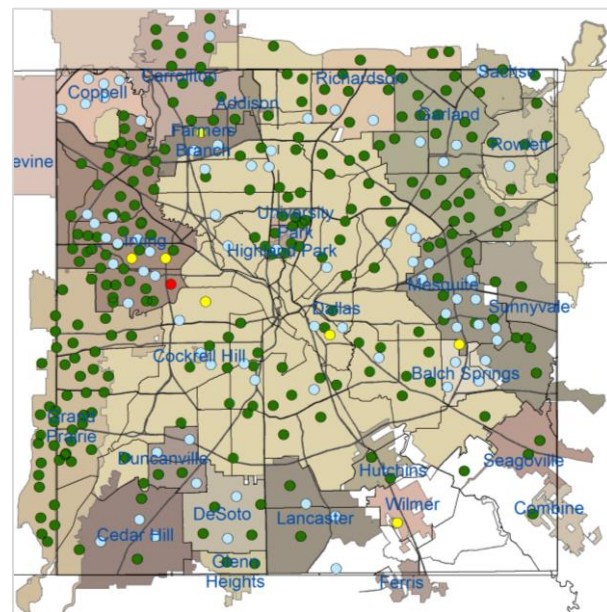 Carrollton
Richardson
Sachse
Coppell
Addison
Garland
Farmers
Branch
Rowlett
evine
University
Park
Irving
Highland Park
Mesquite
Dallas
Sunnyvale
Cockrell Hill
Balch Springs
Grand
Prairie
Duncanville
Hutchins
Seagoville
DeSoto
Lancaster
Wilmer
Combine
Cedar Hill
Glenn
Heights
Ferris